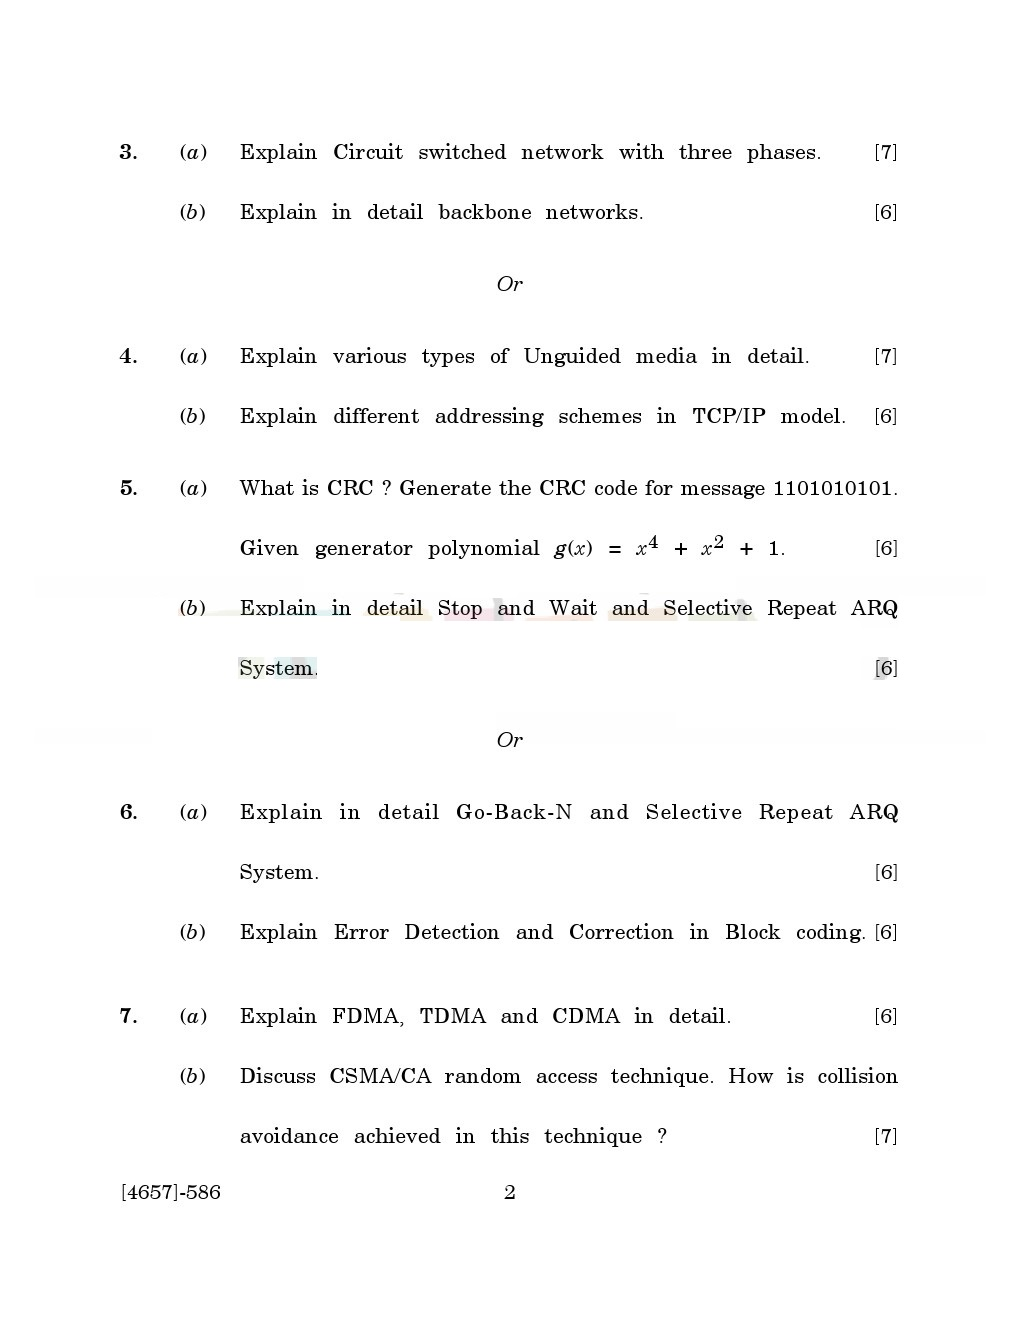 3. (a) Explain Circuit switched network with three phases. [7]
(b) Explain in detail backbone networks. [6]
Or
4. (a) Explain various types of Unguided media in detail. [7]
(b) Explain different addressing schemes in TCP/IP model. [6]
5. (a) What is CRC ? Generate the CRC code for message 1101010101.
Given generator polynomial g(x) = x⁴ + x² + 1. [6]
(b) Explain in detail Stop and Wait and Selective Repeat ARQ
System. [6]
Or
6. (a) Explain in detail Go-Back-N and Selective Repeat ARQ
System. [6]
(b) Explain Error Detection and Correction in Block coding. [6]
7. (a) Explain FDMA, TDMA and CDMA in detail. [6]
(b) Discuss CSMA/CA random access technique. How is collision
avoidance achieved in this technique ? [7]
[4657]-586 2